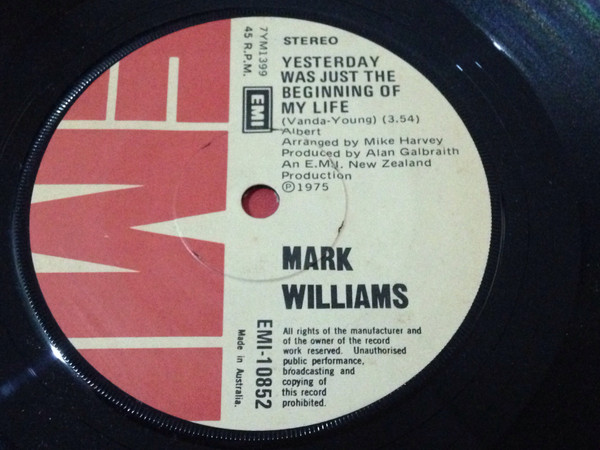 EMI
7YM1399
45 R.P.M.
EMI
STEREO
YESTERDAY
WAS JUST THE
BEGINNING OF
MY LIFE
(Vanda-Young) (3.54)
Albert
Arranged by Mike Harvey
Produced by Alan Galbraith
An E.M.I. New Zealand
Production
Ⓟ1975
MARK
WILLIAMS
EMI-10852
Made in Australia.
All rights of the manufacturer and
of the owner of the record
work reserved. Unauthorised
public performance,
broadcasting and
copying of
this record
prohibited.